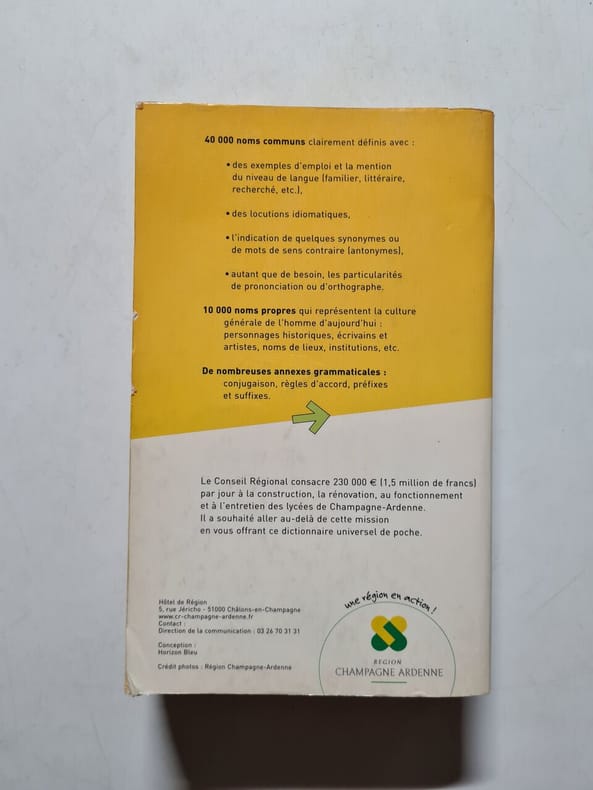 40 000 noms communs clairement définis avec :
• des exemples d'emploi et la mention
du niveau de langue (familier, littéraire,
recherché, etc.),
• des locutions idiomatiques,
• l'indication de quelques synonymes ou
de mots de sens contraire (antonymes),
• autant que de besoin, les particularités
de prononciation ou d'orthographe.
10 000 noms propres qui représentent la culture
générale de l'homme d'aujourd'hui :
personnages historiques, écrivains et
artistes, noms de lieux, institutions, etc.
De nombreuses annexes grammaticales :
conjugaison, règles d'accord, préfixes
et suffixes.
Le Conseil Régional consacre 230 000 € (1,5 million de francs)
par jour à la construction, la rénovation, au fonctionnement
et à l'entretien des lycées de Champagne-Ardenne.
Il a souhaité aller au-delà de cette mission
en vous offrant ce dictionnaire universel de poche.
Hôtel de Région
5, rue Jéricho - 51000 Châlons-en-Champagne
www.cr-champagne-ardenne.fr
Contact :
Direction de la communication : 03 26 70 31 31
Conception :
Horizon Bleu
Crédit photos : Région Champagne-Ardenne
une région en action !
RÉGION
CHAMPAGNE ARDENNE